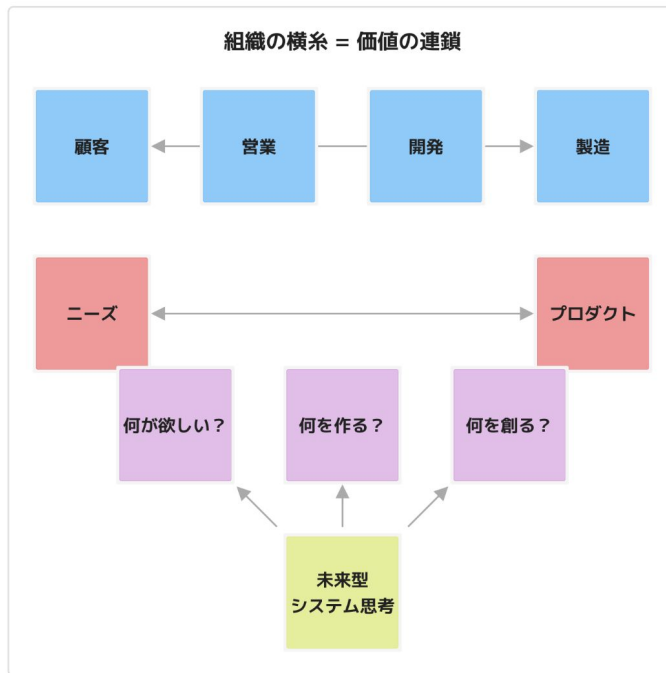 組織の横糸 = 価値の連鎖
顧客
営業
開発
製造
ニーズ
プロダクト
何が欲しい？
何を作る？
何を創る？
未来型
システム思考